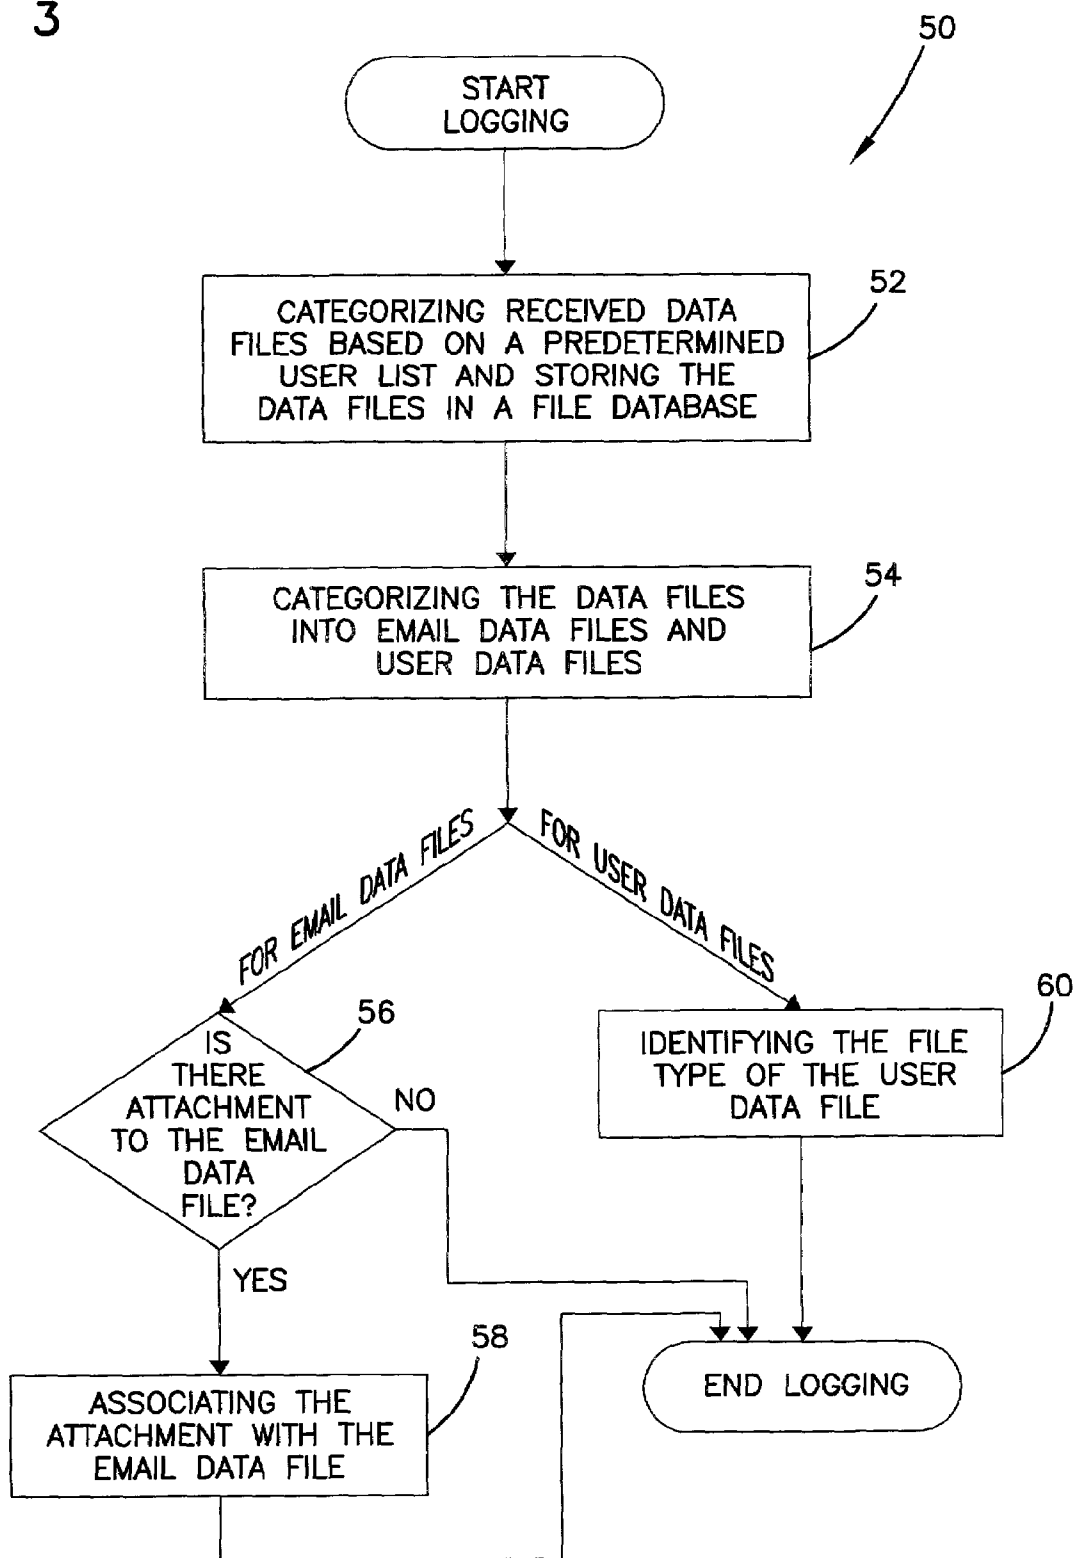 3
50
START
LOGGING
52
CATEGORIZING RECEIVED DATA
FILES BASED ON A PREDETERMINED
USER LIST AND STORING THE
DATA FILES IN A FILE DATABASE
54
CATEGORIZING THE DATA FILES
INTO EMAIL DATA FILES AND
USER DATA FILES
FOR EMAIL DATA FILES
FOR USER DATA FILES
56
IS
THERE
ATTACHMENT
TO THE EMAIL
DATA
FILE?
NO
YES
60
IDENTIFYING THE FILE
TYPE OF THE USER
DATA FILE
58
ASSOCIATING THE
ATTACHMENT WITH THE
EMAIL DATA FILE
END LOGGING